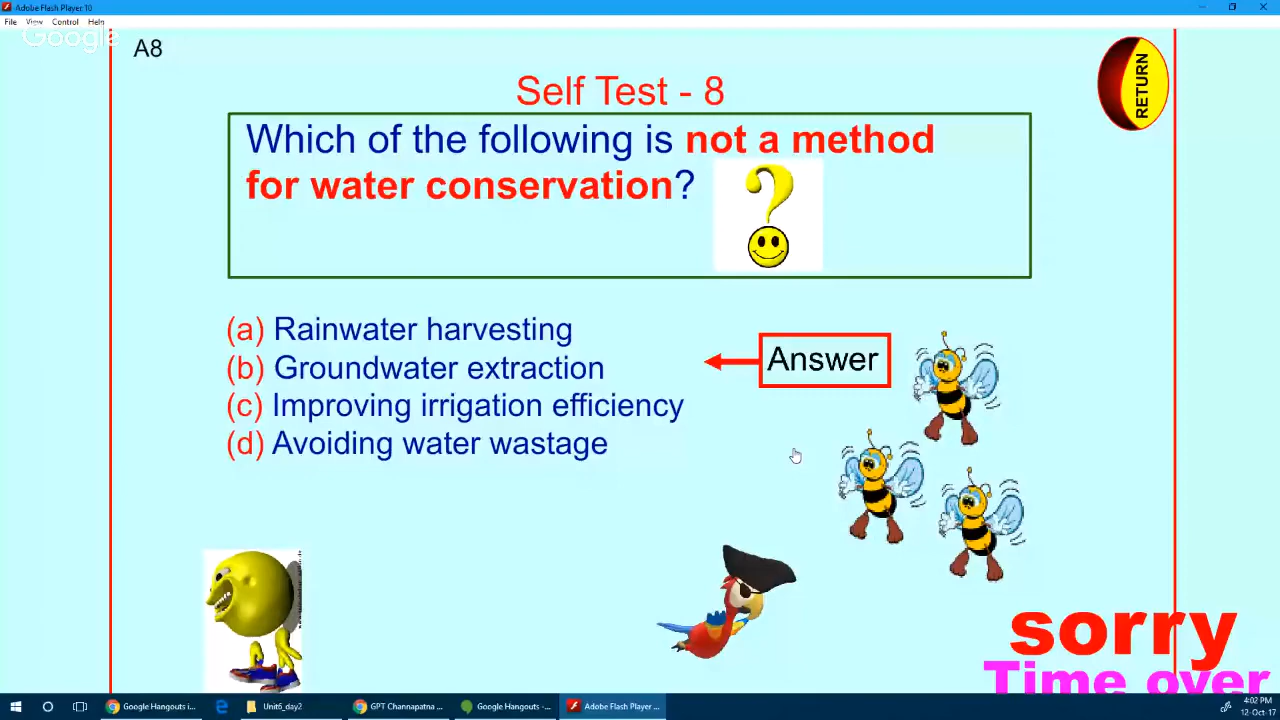 Adobe Flash Player 10
File View Control Help
Google
A8
RETURN
Self Test - 8
Which of the following is not a method
for water conservation?
(a) Rainwater harvesting
(b) Groundwater extraction
(c) Improving irrigation efficiency
(d) Avoiding water wastage
Answer
sorry
Time over
Google Hangouts i...
Unit6_day2
GPT Channapatna ...
Google Hangouts -...
Adobe Flash Player ...
4:02 PM
12-Oct-17